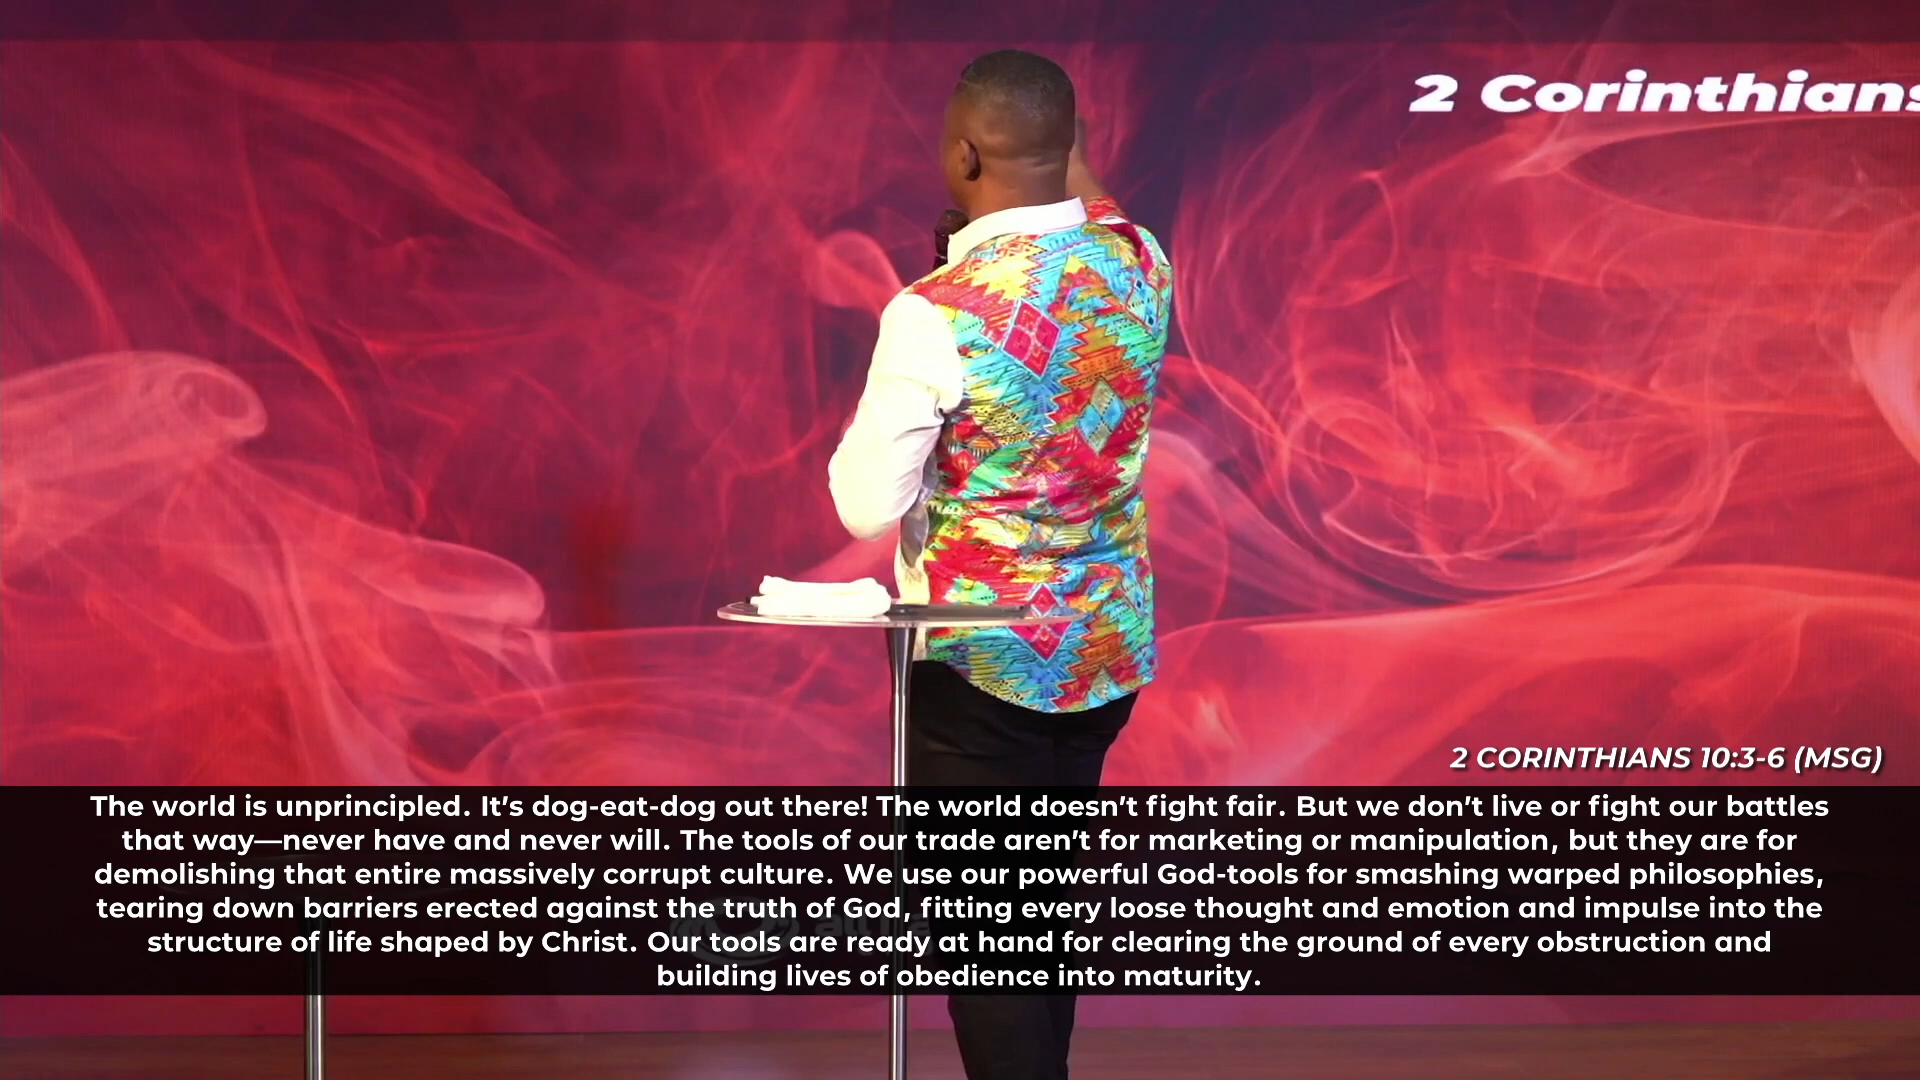 2 Corinthians
2 CORINTHIANS 10:3-6 (MSG)
The world is unprincipled. It’s dog-eat-dog out there! The world doesn’t fight fair. But we don’t live or fight our battles
that way—never have and never will. The tools of our trade aren’t for marketing or manipulation, but they are for
demolishing that entire massively corrupt culture. We use our powerful God-tools for smashing warped philosophies,
tearing down barriers erected against the truth of God, fitting every loose thought and emotion and impulse into the
structure of life shaped by Christ. Our tools are ready at hand for clearing the ground of every obstruction and
building lives of obedience into maturity.